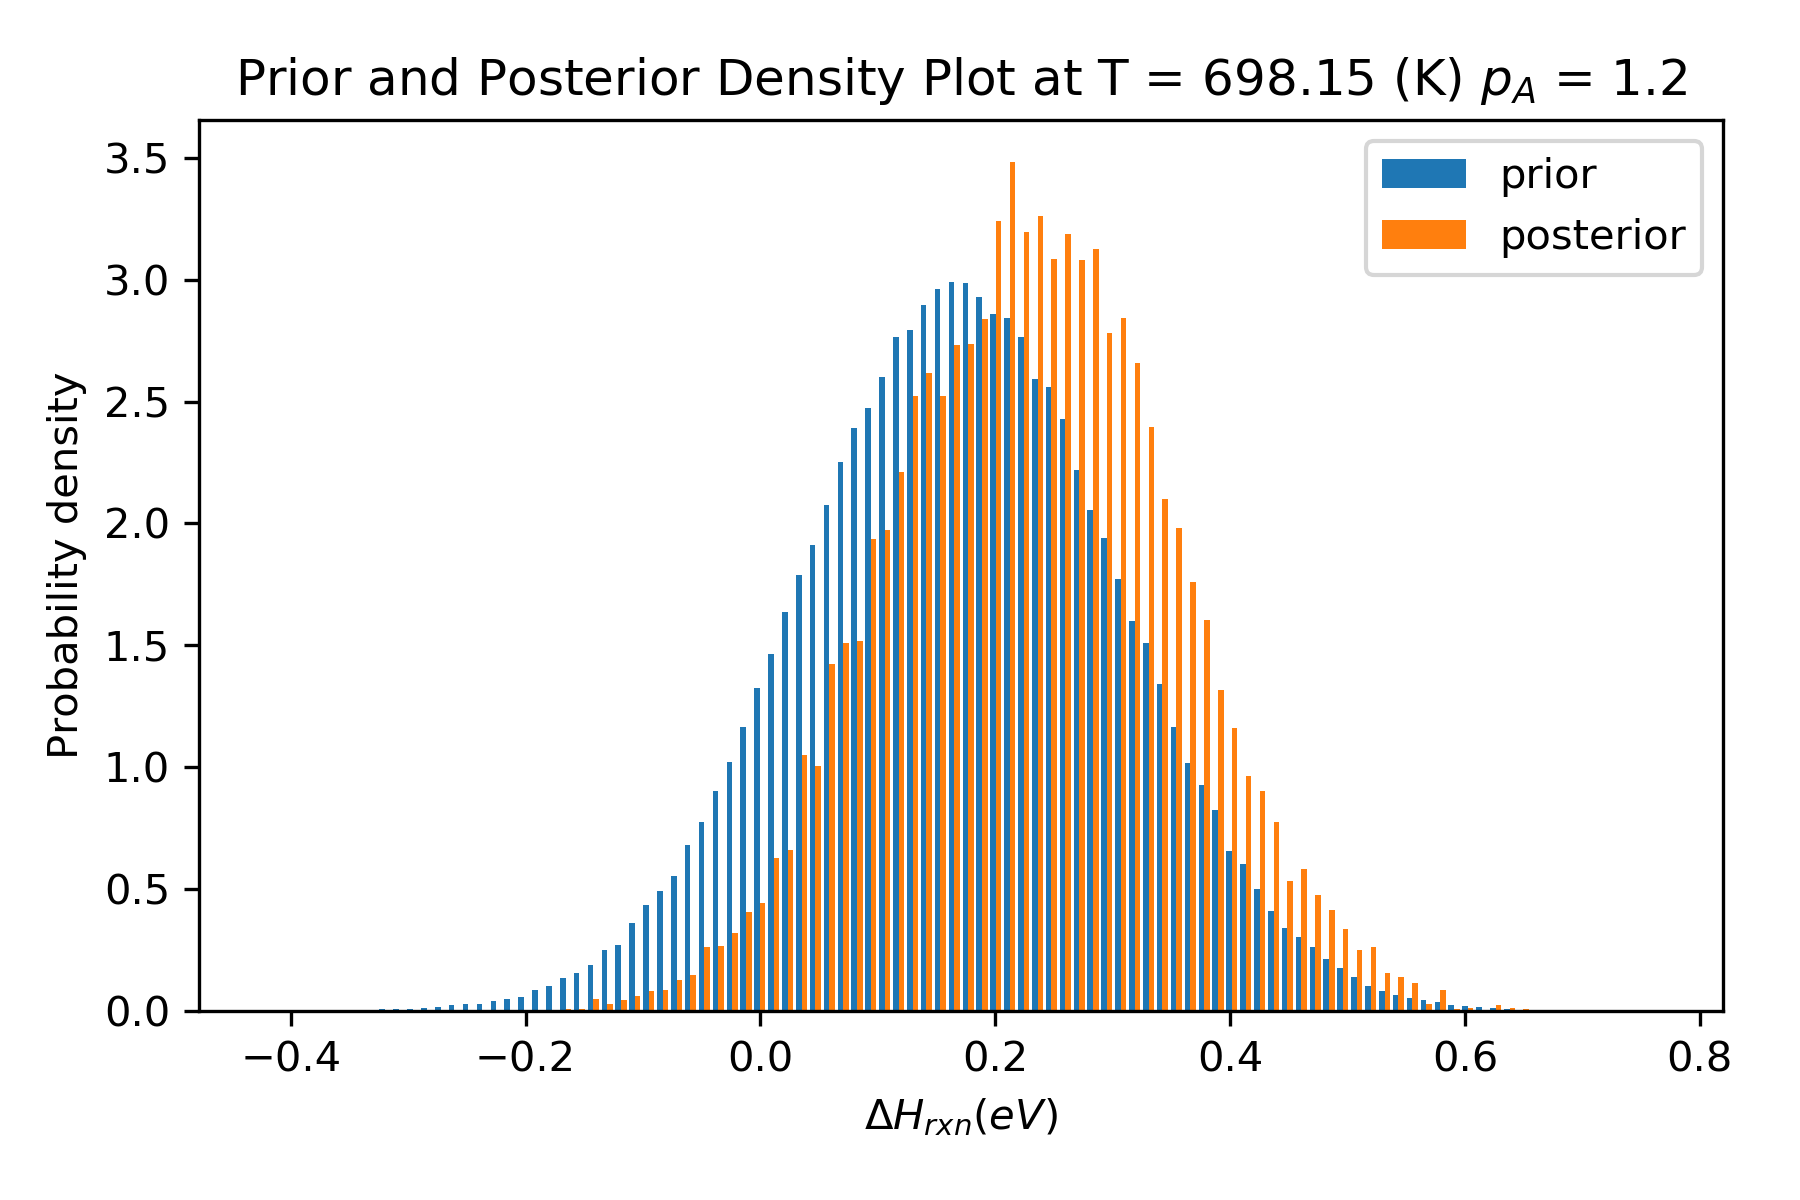 Prior and Posterior Density Plot at T = 698.15 (K) p_A = 1.2
prior
posterior
3.5
3.0
2.5
2.0
1.5
1.0
0.5
0.0
Probability density
−0.4 −0.2 0.0 0.2 0.4 0.6 0.8
ΔH_rxn(eV)